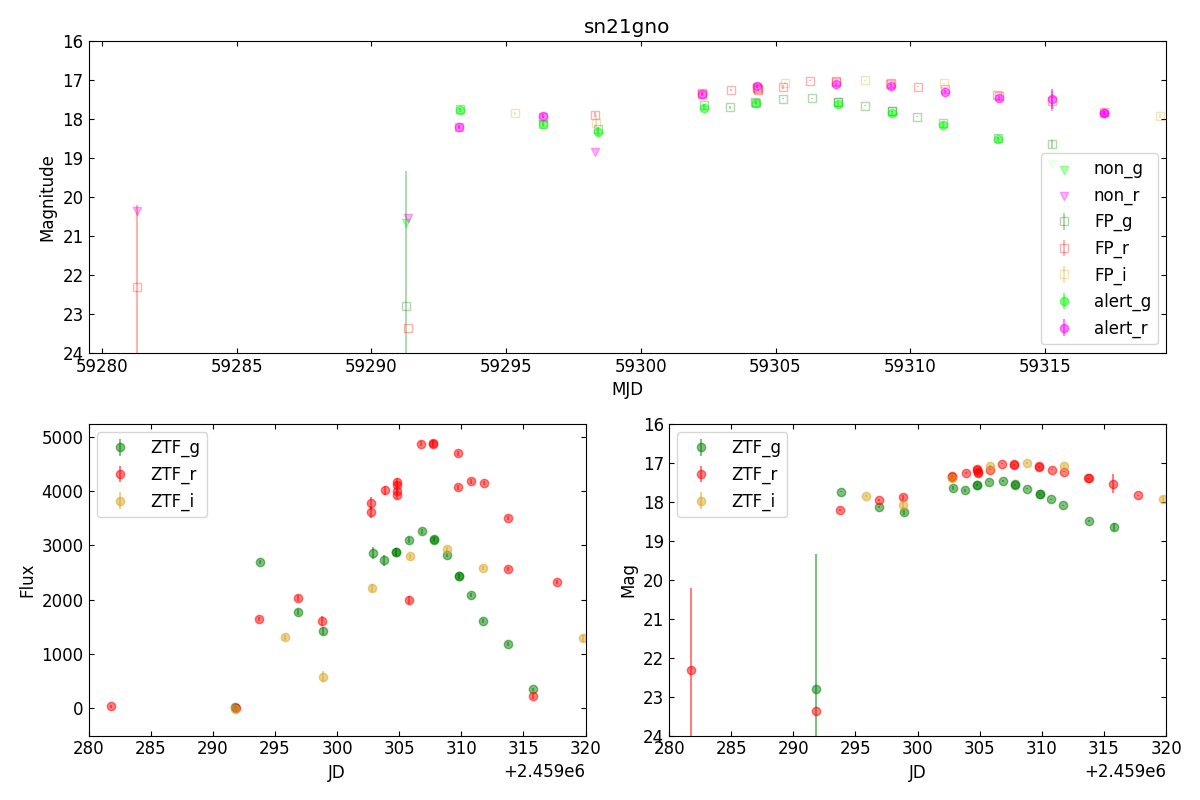 sn21gno
16
17
18
19
20
21
22
23
24
Magnitude
59280
59285
59290
59295
59300
59305
59310
59315
MJD
non_g
non_r
FP_g
FP_r
FP_i
alert_g
alert_r
5000
4000
3000
2000
1000
0
Flux
280
285
290
295
300
305
310
315
320
JD
+2.459e6
ZTF_g
ZTF_r
ZTF_i
16
17
18
19
20
21
22
23
24
Mag
280
285
290
295
300
305
310
315
320
JD
+2.459e6
ZTF_g
ZTF_r
ZTF_i